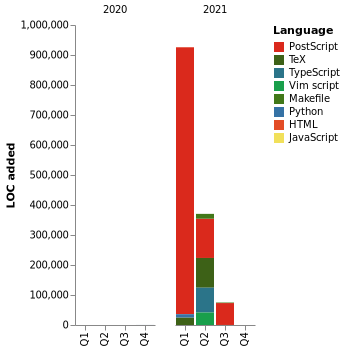 2020
2021
LOC added
1,000,000
900,000
800,000
700,000
600,000
500,000
400,000
300,000
200,000
100,000
0
Q1 Q2 Q3 Q4
Q1 Q2 Q3 Q4
Language
PostScript
TeX
TypeScript
Vim script
Makefile
Python
HTML
JavaScript